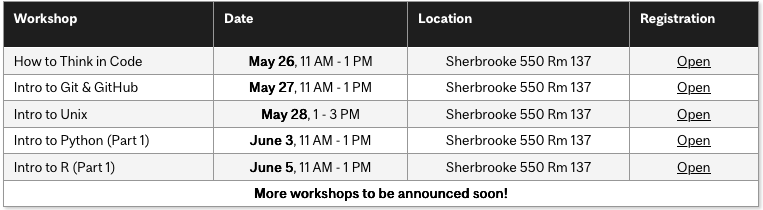 Workshop Date Location Registration
How to Think in Code May 26, 11 AM - 1 PM Sherbrooke 550 Rm 137 Open
Intro to Git & GitHub May 27, 11 AM - 1 PM Sherbrooke 550 Rm 137 Open
Intro to Unix May 28, 1 - 3 PM Sherbrooke 550 Rm 137 Open
Intro to Python (Part 1) June 3, 11 AM - 1 PM Sherbrooke 550 Rm 137 Open
Intro to R (Part 1) June 5, 11 AM - 1 PM Sherbrooke 550 Rm 137 Open
More workshops to be announced soon!